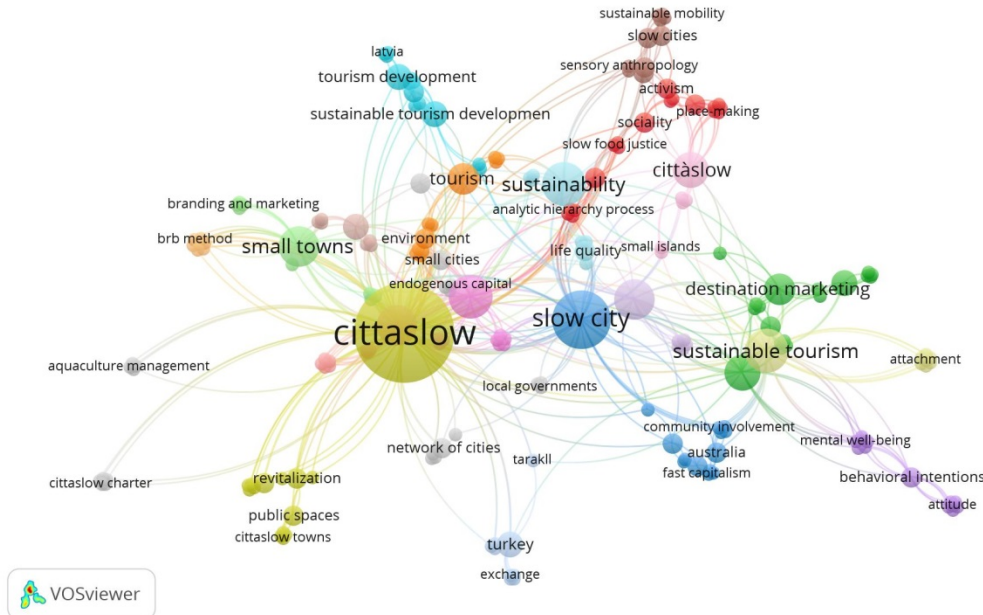 sustainable mobility
slow cities
latvia
tourism development
sensory anthropology
activism
sustainable tourism developmen
place-making
sociality
slow food justice
tourism
sustainability
cittàslow
branding and marketing
analytic hierarchy process
brb method
small towns
environment
life quality
small islands
small cities
endogenous capital
destination marketing
cittaslow
slow city
sustainable tourism
attachment
aquaculture management
local governments
community involvement
mental well-being
network of cities
tarakll
australia
revitalization
fast capitalism
behavioral intentions
cittaslow charter
public spaces
attitude
cittaslow towns
turkey
exchange
VOSviewer